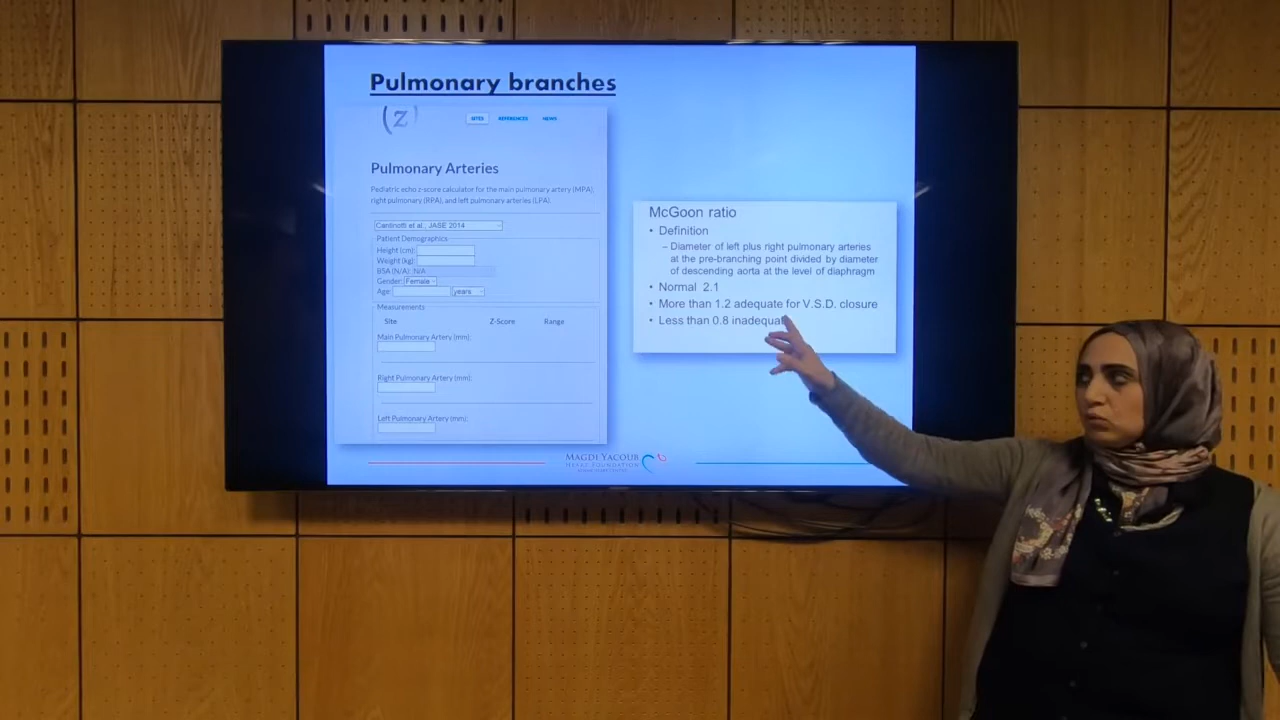 Pulmonary branches
(z)
SITES REFERENCES NEWS
Pulmonary Arteries
Pediatric echo z-score calculator for the main pulmonary artery (MPA)
right pulmonary (RPA), and left pulmonary arteries (LPA).
Cantinotti et al., JASE 2014
Patient Demographics
Height (cm):
Weight (kg):
BSA (N/A): N/A
Gender: Female
Age: years
Measurements
Site Z-Score Range
Main Pulmonary Artery (mm):
Right Pulmonary Artery (mm):
Left Pulmonary Artery (mm):
McGoon ratio
• Definition
– Diameter of left plus right pulmonary arteries
at the pre-branching point divided by diameter
of descending aorta at the level of diaphragm
• Normal 2.1
• More than 1.2 adequate for V.S.D. closure
• Less than 0.8 inadequa
MAGDI YACOUB
HEART FOUNDATION